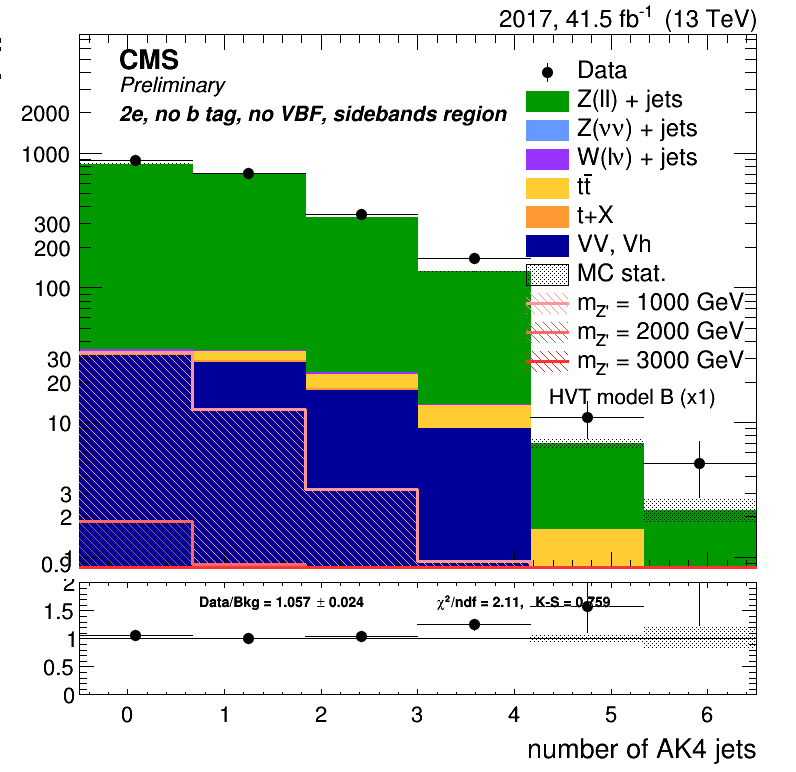 2017, 41.5 fb⁻¹ (13 TeV)
CMS
Preliminary
2e, no b tag, no VBF, sidebands region
Data
Z(ll) + jets
Z(νν) + jets
W(lν) + jets
tt̄
t+X
VV, Vh
MC stat.
m_Z' = 1000 GeV
m_Z' = 2000 GeV
m_Z' = 3000 GeV
HVT model B (x1)
2000
1000
300
200
100
30
20
10
3
2
1
0.9
Data/Bkg = 1.057 ± 0.024
χ²/ndf = 2.11, K-S = 0.759
2
1.5
1
0.5
0
0 1 2 3 4 5 6
number of AK4 jets